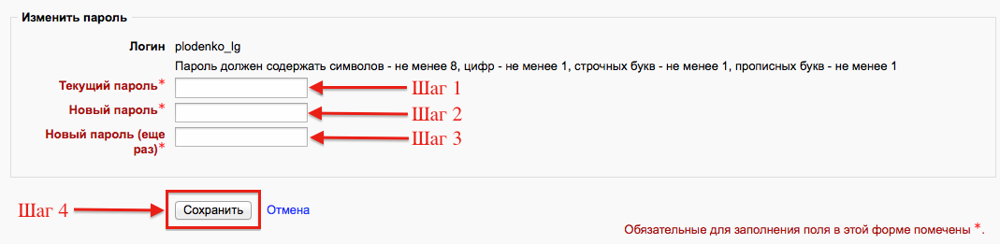 Изменить пароль
Логин plodenko_lg
Пароль должен содержать символов - не менее 8, цифр - не менее 1, строчных букв - не менее 1, прописных букв - не менее 1
Текущий пароль* Шаг 1
Новый пароль* Шаг 2
Новый пароль (еще
раз)* Шаг 3
Шаг 4 Сохранить Отмена
Обязательные для заполнения поля в этой форме помечены *.